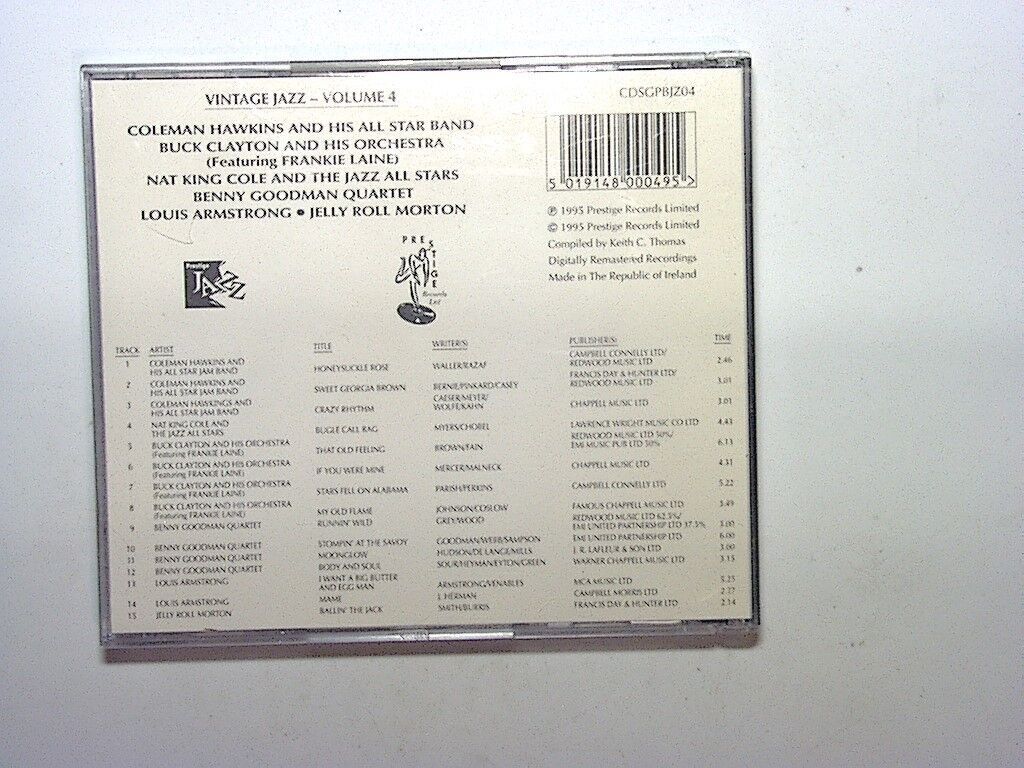 VINTAGE JAZZ – VOLUME 4
CDSGPBJZ04
COLEMAN HAWKINS AND HIS ALL STAR BAND
BUCK CLAYTON AND HIS ORCHESTRA
(Featuring FRANKIE LAINE)
NAT KING COLE AND THE JAZZ ALL STARS
BENNY GOODMAN QUARTET
LOUIS ARMSTRONG ● JELLY ROLL MORTON
5 019148 000495 >
℗ 1995 Prestige Records Limited
© 1995 Prestige Records Limited
Compiled by Keith C. Thomas
Digitally Remastered Recordings
Made in The Republic of Ireland
Prestige
JAZZ
PRESTIGE
Records
Ltd
TRACK ARTIST TITLE WRITER(S) PUBLISHER(S) TIME
1 COLEMAN HAWKINS AND HIS ALL STAR JAM BAND HONEYSUCKLE ROSE WALLER/RAZAF CAMPBELL CONNELLY LTD/ REDWOOD MUSIC LTD 2.46
2 COLEMAN HAWKINS AND HIS ALL STAR JAM BAND SWEET GEORGIA BROWN BERNIE/PINKARD/CASEY FRANCIS DAY & HUNTER LTD/ REDWOOD MUSIC LTD 3.01
3 COLEMAN HAWKINGS AND HIS ALL STAR JAM BAND CRAZY RHYTHM CAESER/MEYER/ WOLFE/KAHN CHAPPELL MUSIC LTD 3.01
4 NAT KING COLE AND THE JAZZ ALL STARS BUGLE CALL RAG MYERS/CHOBEL LAWRENCE WRIGHT MUSIC CO LTD 4.43
5 BUCK CLAYTON AND HIS ORCHESTRA (Featuring FRANKIE LAINE) THAT OLD FEELING BROWN/FAIN REDWOOD MUSIC LTD 50%/ EMI MUSIC PUB LTD 50% 6.13
6 BUCK CLAYTON AND HIS ORCHESTRA (Featuring FRANKIE LAINE) IF YOU WERE MINE MERCER/MALNECK CHAPPELL MUSIC LTD 4.31
7 BUCK CLAYTON AND HIS ORCHESTRA (Featuring FRANKIE LAINE) STARS FELL ON ALABAMA PARISH/PERKINS CAMPBELL CONNELLY LTD 5.22
8 BUCK CLAYTON AND HIS ORCHESTRA (Featuring FRANKIE LAINE) MY OLD FLAME JOHNSON/COSLOW FAMOUS CHAPPELL MUSIC LTD 3.49
9 BENNY GOODMAN QUARTET RUNNIN' WILD GREY/WOOD REDWOOD MUSIC LTD 62.5%/ EMI UNITED PARTNERSHIP LTD 37.5% 3.00
10 BENNY GOODMAN QUARTET STOMPIN' AT THE SAVOY GOODMAN/WEBB/SAMPSON EMI UNITED PARTNERSHIP LTD 6.00
11 BENNY GOODMAN QUARTET MOONGLOW HUDSON/DE LANGE/MILLS J. R. LAFLEUR & SON LTD 3.00
12 BENNY GOODMAN QUARTET BODY AND SOUL SOUR/HEYMAN/EYTON/GREEN WARNER CHAPPELL MUSIC LTD 3.15
13 LOUIS ARMSTRONG I WANT A BIG BUTTER AND EGG MAN ARMSTRONG/VENABLES MCA MUSIC LTD 5.25
14 LOUIS ARMSTRONG MAME J. HERMAN CAMPBELL MORRIS LTD
15 JELLY ROLL MORTON BALLIN' THE JACK SMITH/BURRIS FRANCIS DAY & HUNTER LTD 2.14